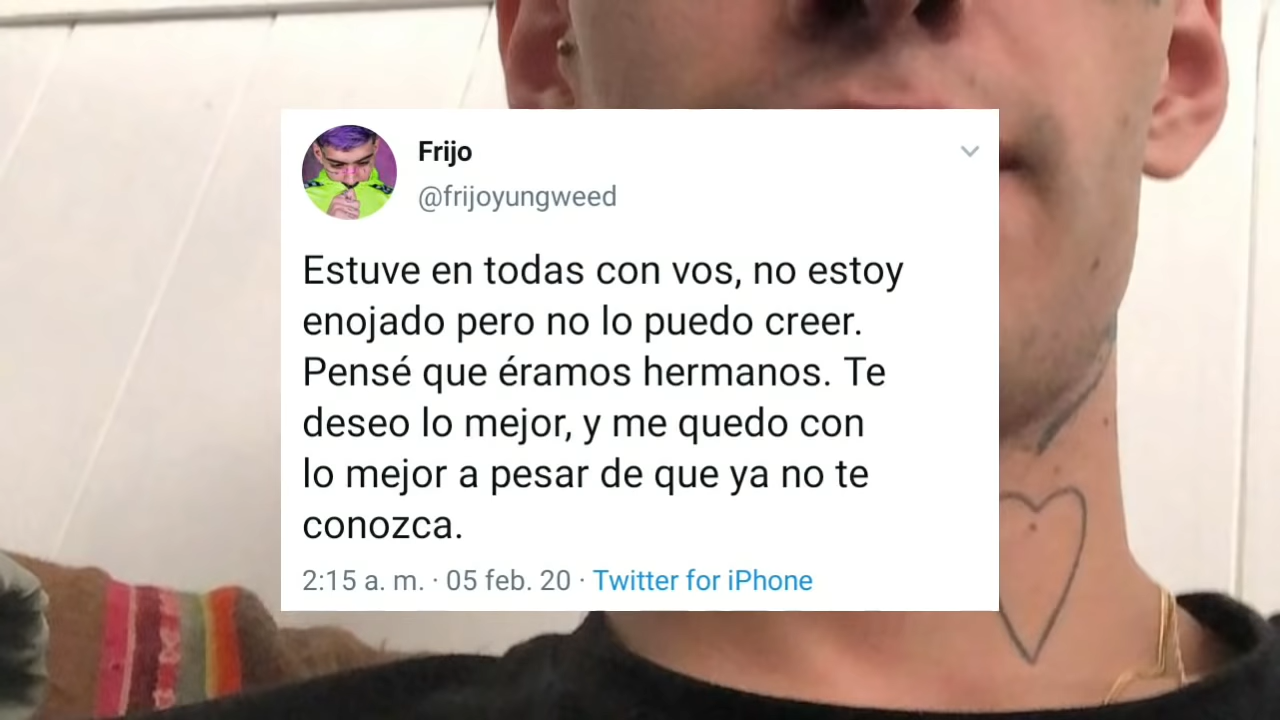 Frijo
@frijoyungweed
Estuve en todas con vos, no estoy
enojado pero no lo puedo creer.
Pensé que éramos hermanos. Te
deseo lo mejor, y me quedo con
lo mejor a pesar de que ya no te
conozca.
2:15 a. m. · 05 feb. 20 · Twitter for iPhone